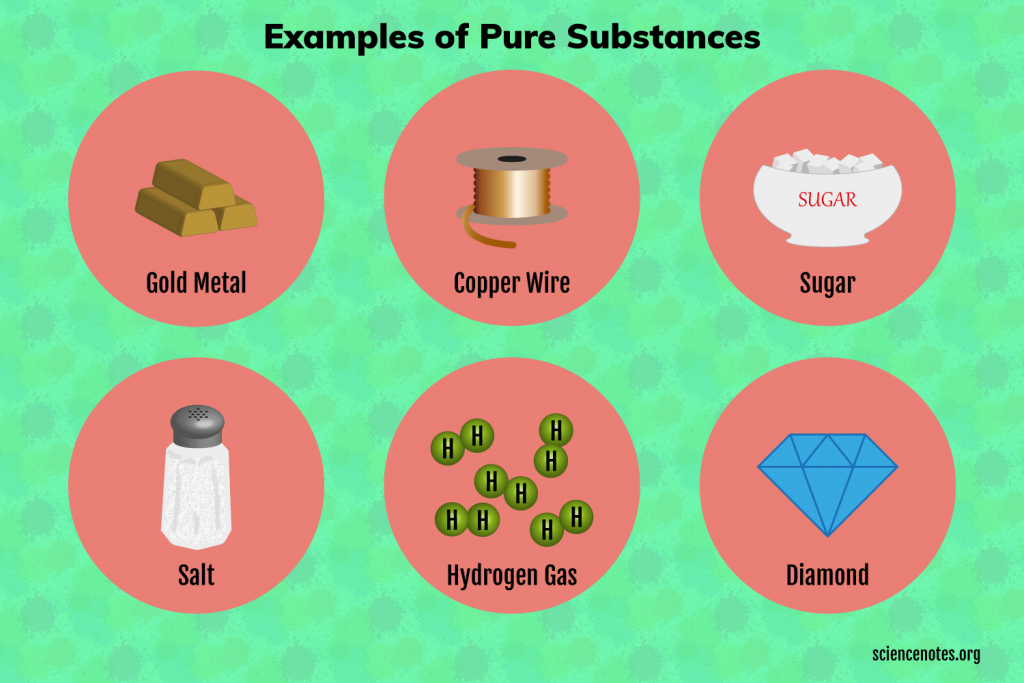 Examples of Pure Substances
SUGAR
Gold Metal
Copper Wire
Sugar
H H
H
H
H H
H H
H H
Salt
Hydrogen Gas
Diamond
sciencenotes.org